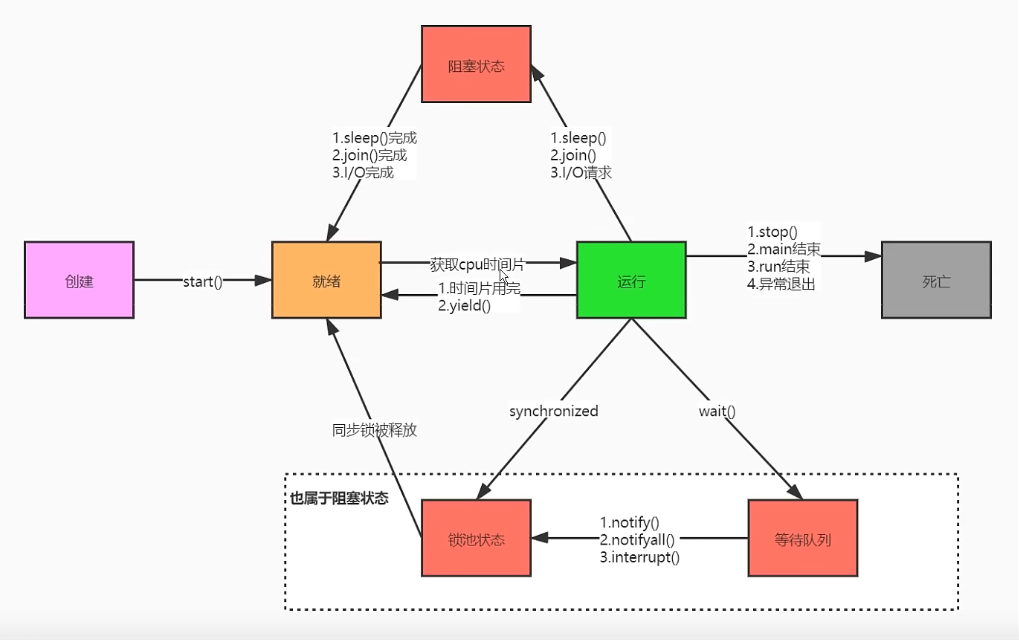 阻塞状态
1.sleep()完成
2.join()完成
3.I/O完成
1.sleep()
2.join()
3.I/O请求
创建
start()
就绪
获取cpu时间片
1.时间片用完
2.yield()
运行
1.stop()
2.main结束
3.run结束
4.异常退出
死亡
同步锁被释放
synchronized
wait()
也属于阻塞状态
锁池状态
1.notify()
2.notifyall()
3.interrupt()
等待队列